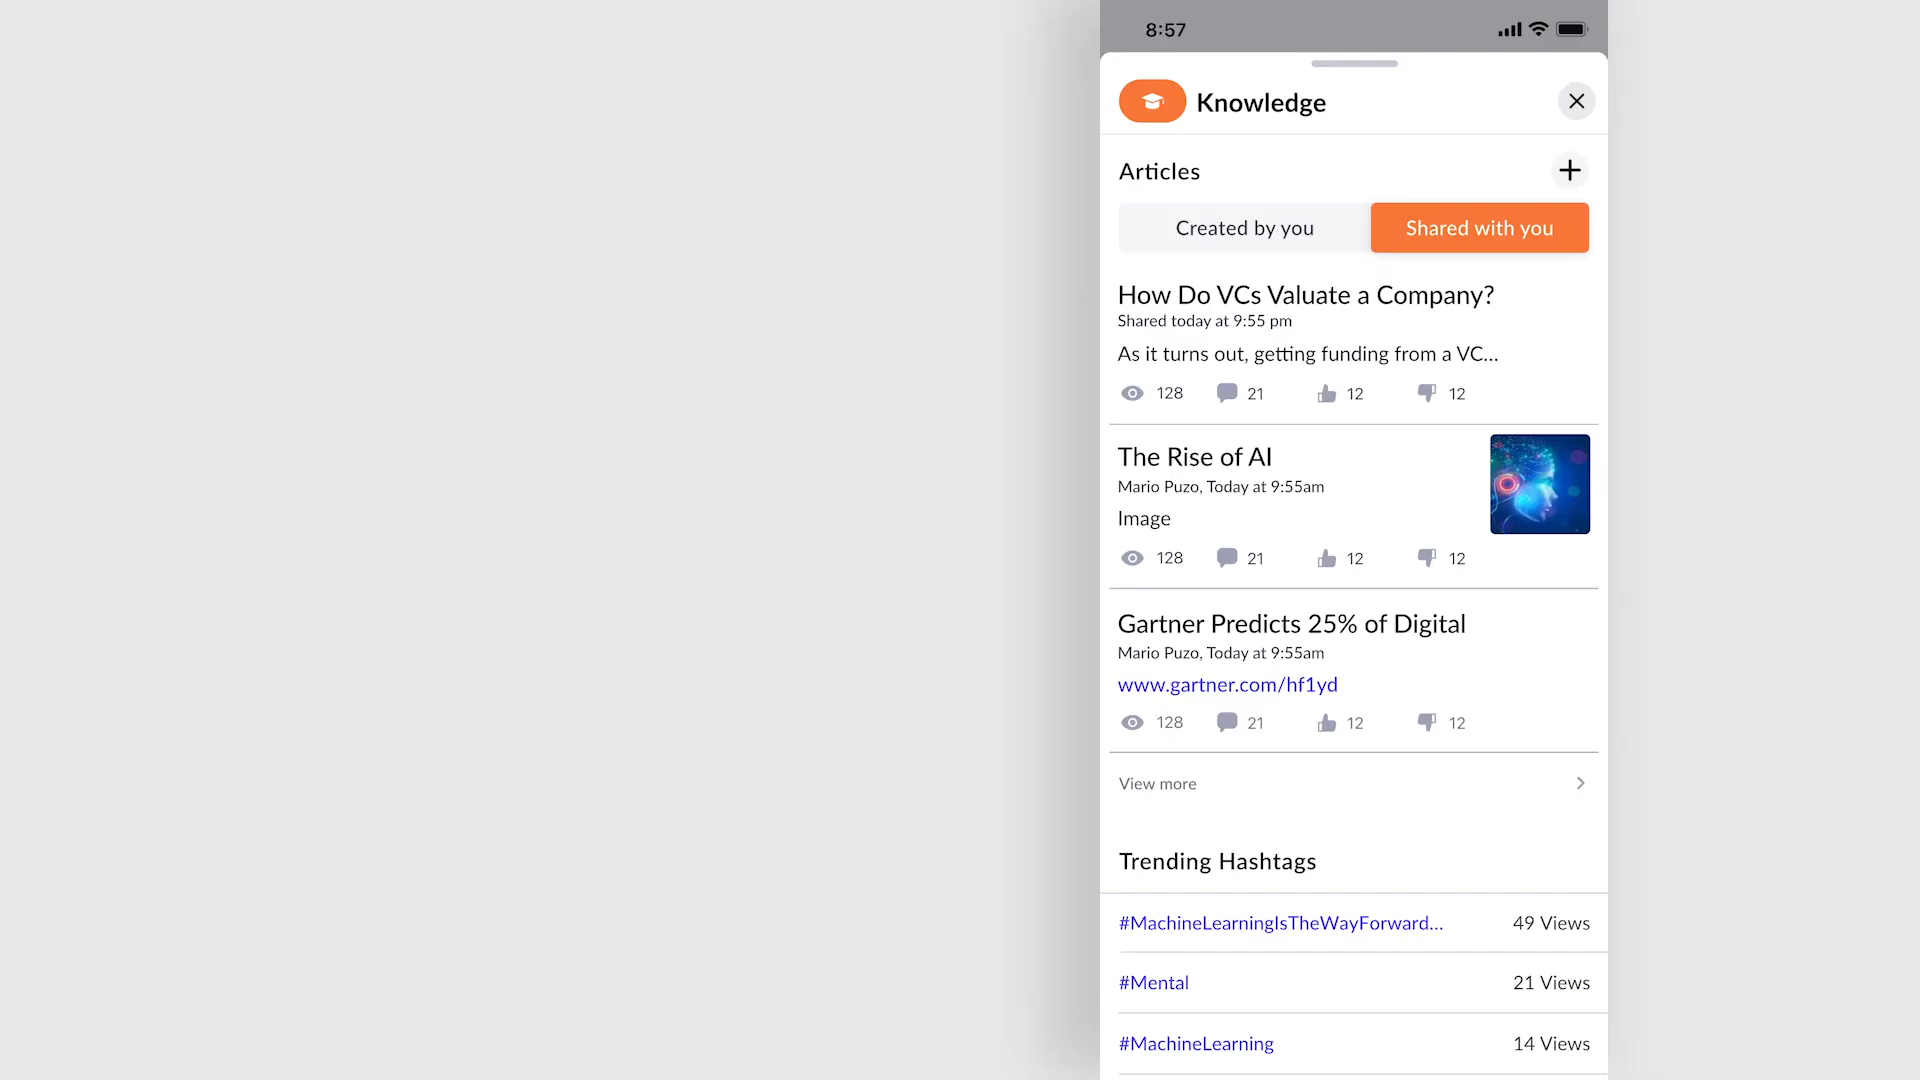 8:57
Knowledge
Articles
Created by you
Shared with you
How Do VCs Valuate a Company?
Shared today at 9:55 pm
As it turns out, getting funding from a VC...
128 21 12 12
The Rise of AI
Mario Puzo, Today at 9:55am
Image
128 21 12 12
Gartner Predicts 25% of Digital
Mario Puzo, Today at 9:55am
www.gartner.com/hf1yd
128 21 12 12
View more
Trending Hashtags
#MachineLearningIsTheWayForward... 49 Views
#Mental 21 Views
#MachineLearning 14 Views